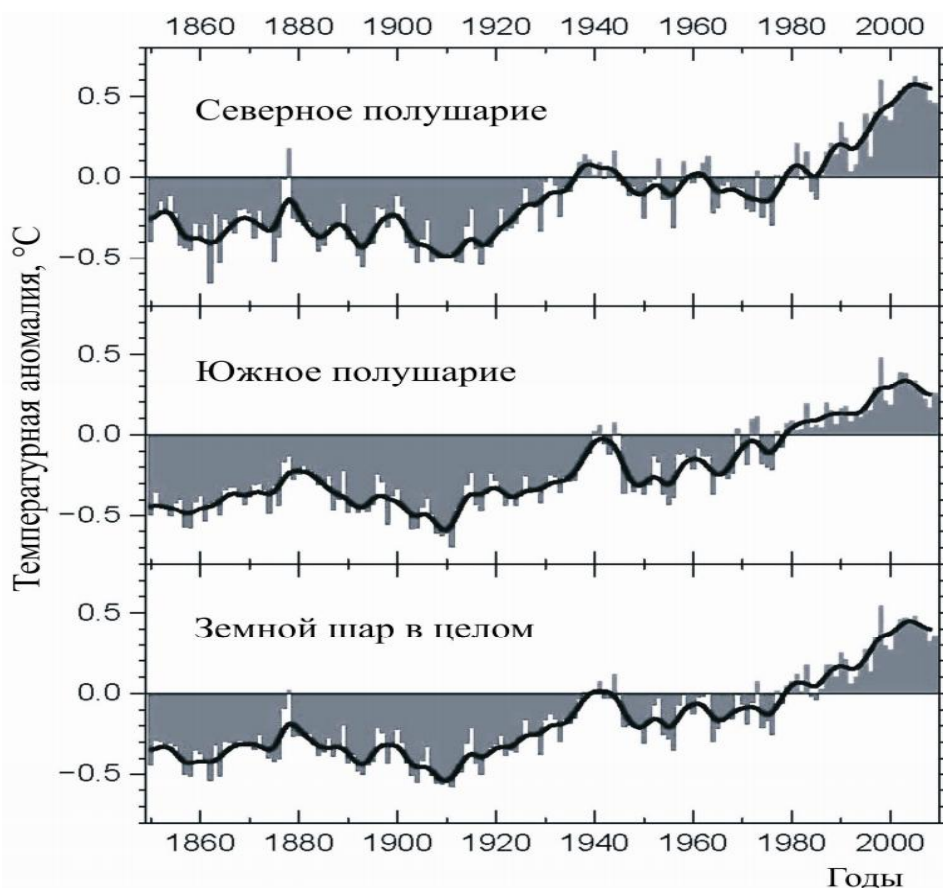 1860 1880 1900 1920 1940 1960 1980 2000
Температурная аномалия, °C
0.5
Северное полушарие
0.0
−0.5
0.5
Южное полушарие
0.0
−0.5
0.5
Земной шар в целом
0.0
−0.5
1860 1880 1900 1920 1940 1960 1980 2000
Годы